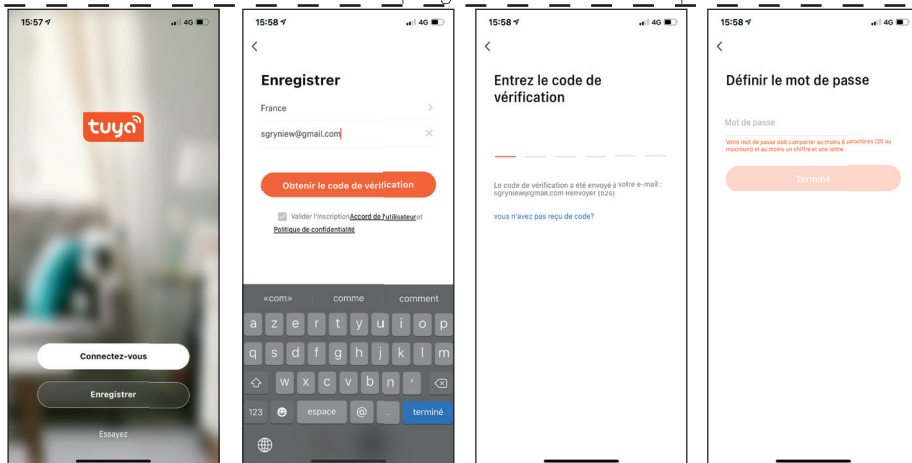 15:57
4G
tuya
Connectez-vous
Enregistrer
Essayez
15:58
4G
Enregistrer
France
sgryniew@gmail.com
Obtenir le code de vérification
Valider l'inscription Accord de l'utilisateur et
Politique de confidentialité
«com» comme comment
a z e r t y u i o p
q s d f g h j k l m
w x c v b n '
123 espace @ . terminé
15:58
4G
Entrez le code de
vérification
Le code de vérification a été envoyé à votre e-mail :
sgryniew@gmail.com Renvoyer (52s)
vous n'avez pas reçu de code?
15:58
4G
Définir le mot de passe
Mot de passe
Votre mot de passe doit comporter au moins 6 caractères (20 au
maximum) et au moins un chiffre et une lettre.
Terminé